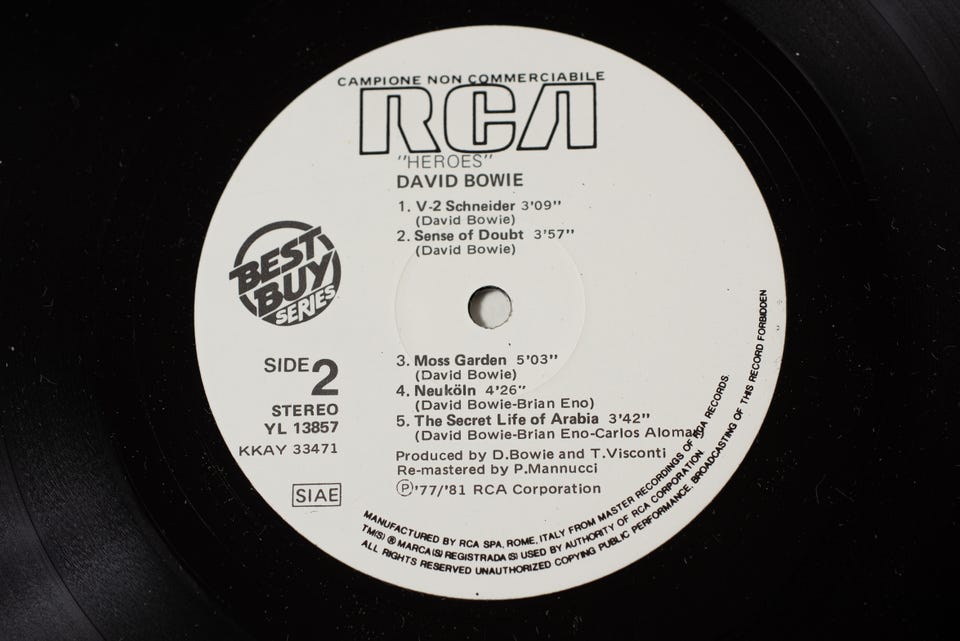 CAMPIONE NON COMMERCIABILE
RCA
"HEROES"
DAVID BOWIE
1. V-2 Schneider 3'09"
(David Bowie)
2. Sense of Doubt 3'57"
(David Bowie)
BEST
BUY
SERIES
SIDE 2
STEREO
YL 13857
KKAY 33471
SIAE
3. Moss Garden 5'03"
(David Bowie)
4. Neuköln 4'26"
(David Bowie-Brian Eno)
5. The Secret Life of Arabia 3'42"
(David Bowie-Brian Eno-Carlos Alomar)
Produced by D.Bowie and T.Visconti
Re-mastered by P.Mannucci
Ⓟ'77/'81 RCA Corporation
MANUFACTURED BY RCA SPA, ROME, ITALY FROM MASTER RECORDINGS OF RCA RECORDS.
TM(S) ® MARCA(S) REGISTRADA(S) USED BY AUTHORITY OF RCA CORPORATION
ALL RIGHTS RESERVED UNAUTHORIZED COPYING PUBLIC PERFORMANCE, BROADCASTING OF THIS RECORD FORBIDDEN